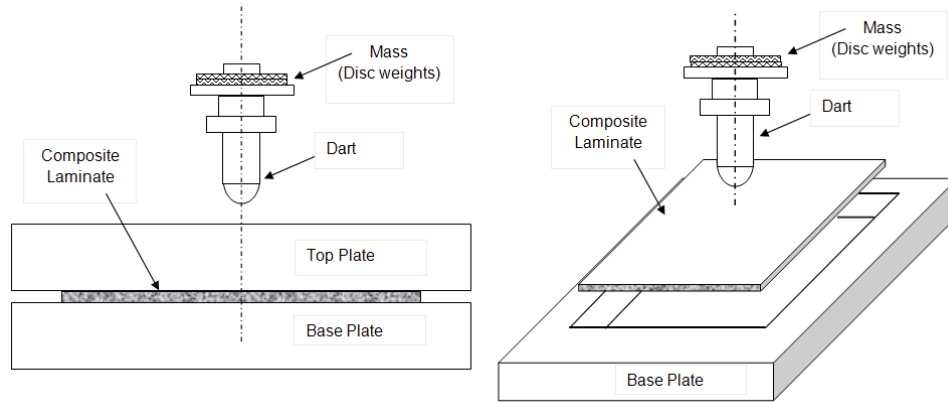 Mass
(Disc weights)
Composite
Laminate
Dart
Top Plate
Base Plate
Mass
(Disc weights)
Dart
Composite
Laminate
Base Plate